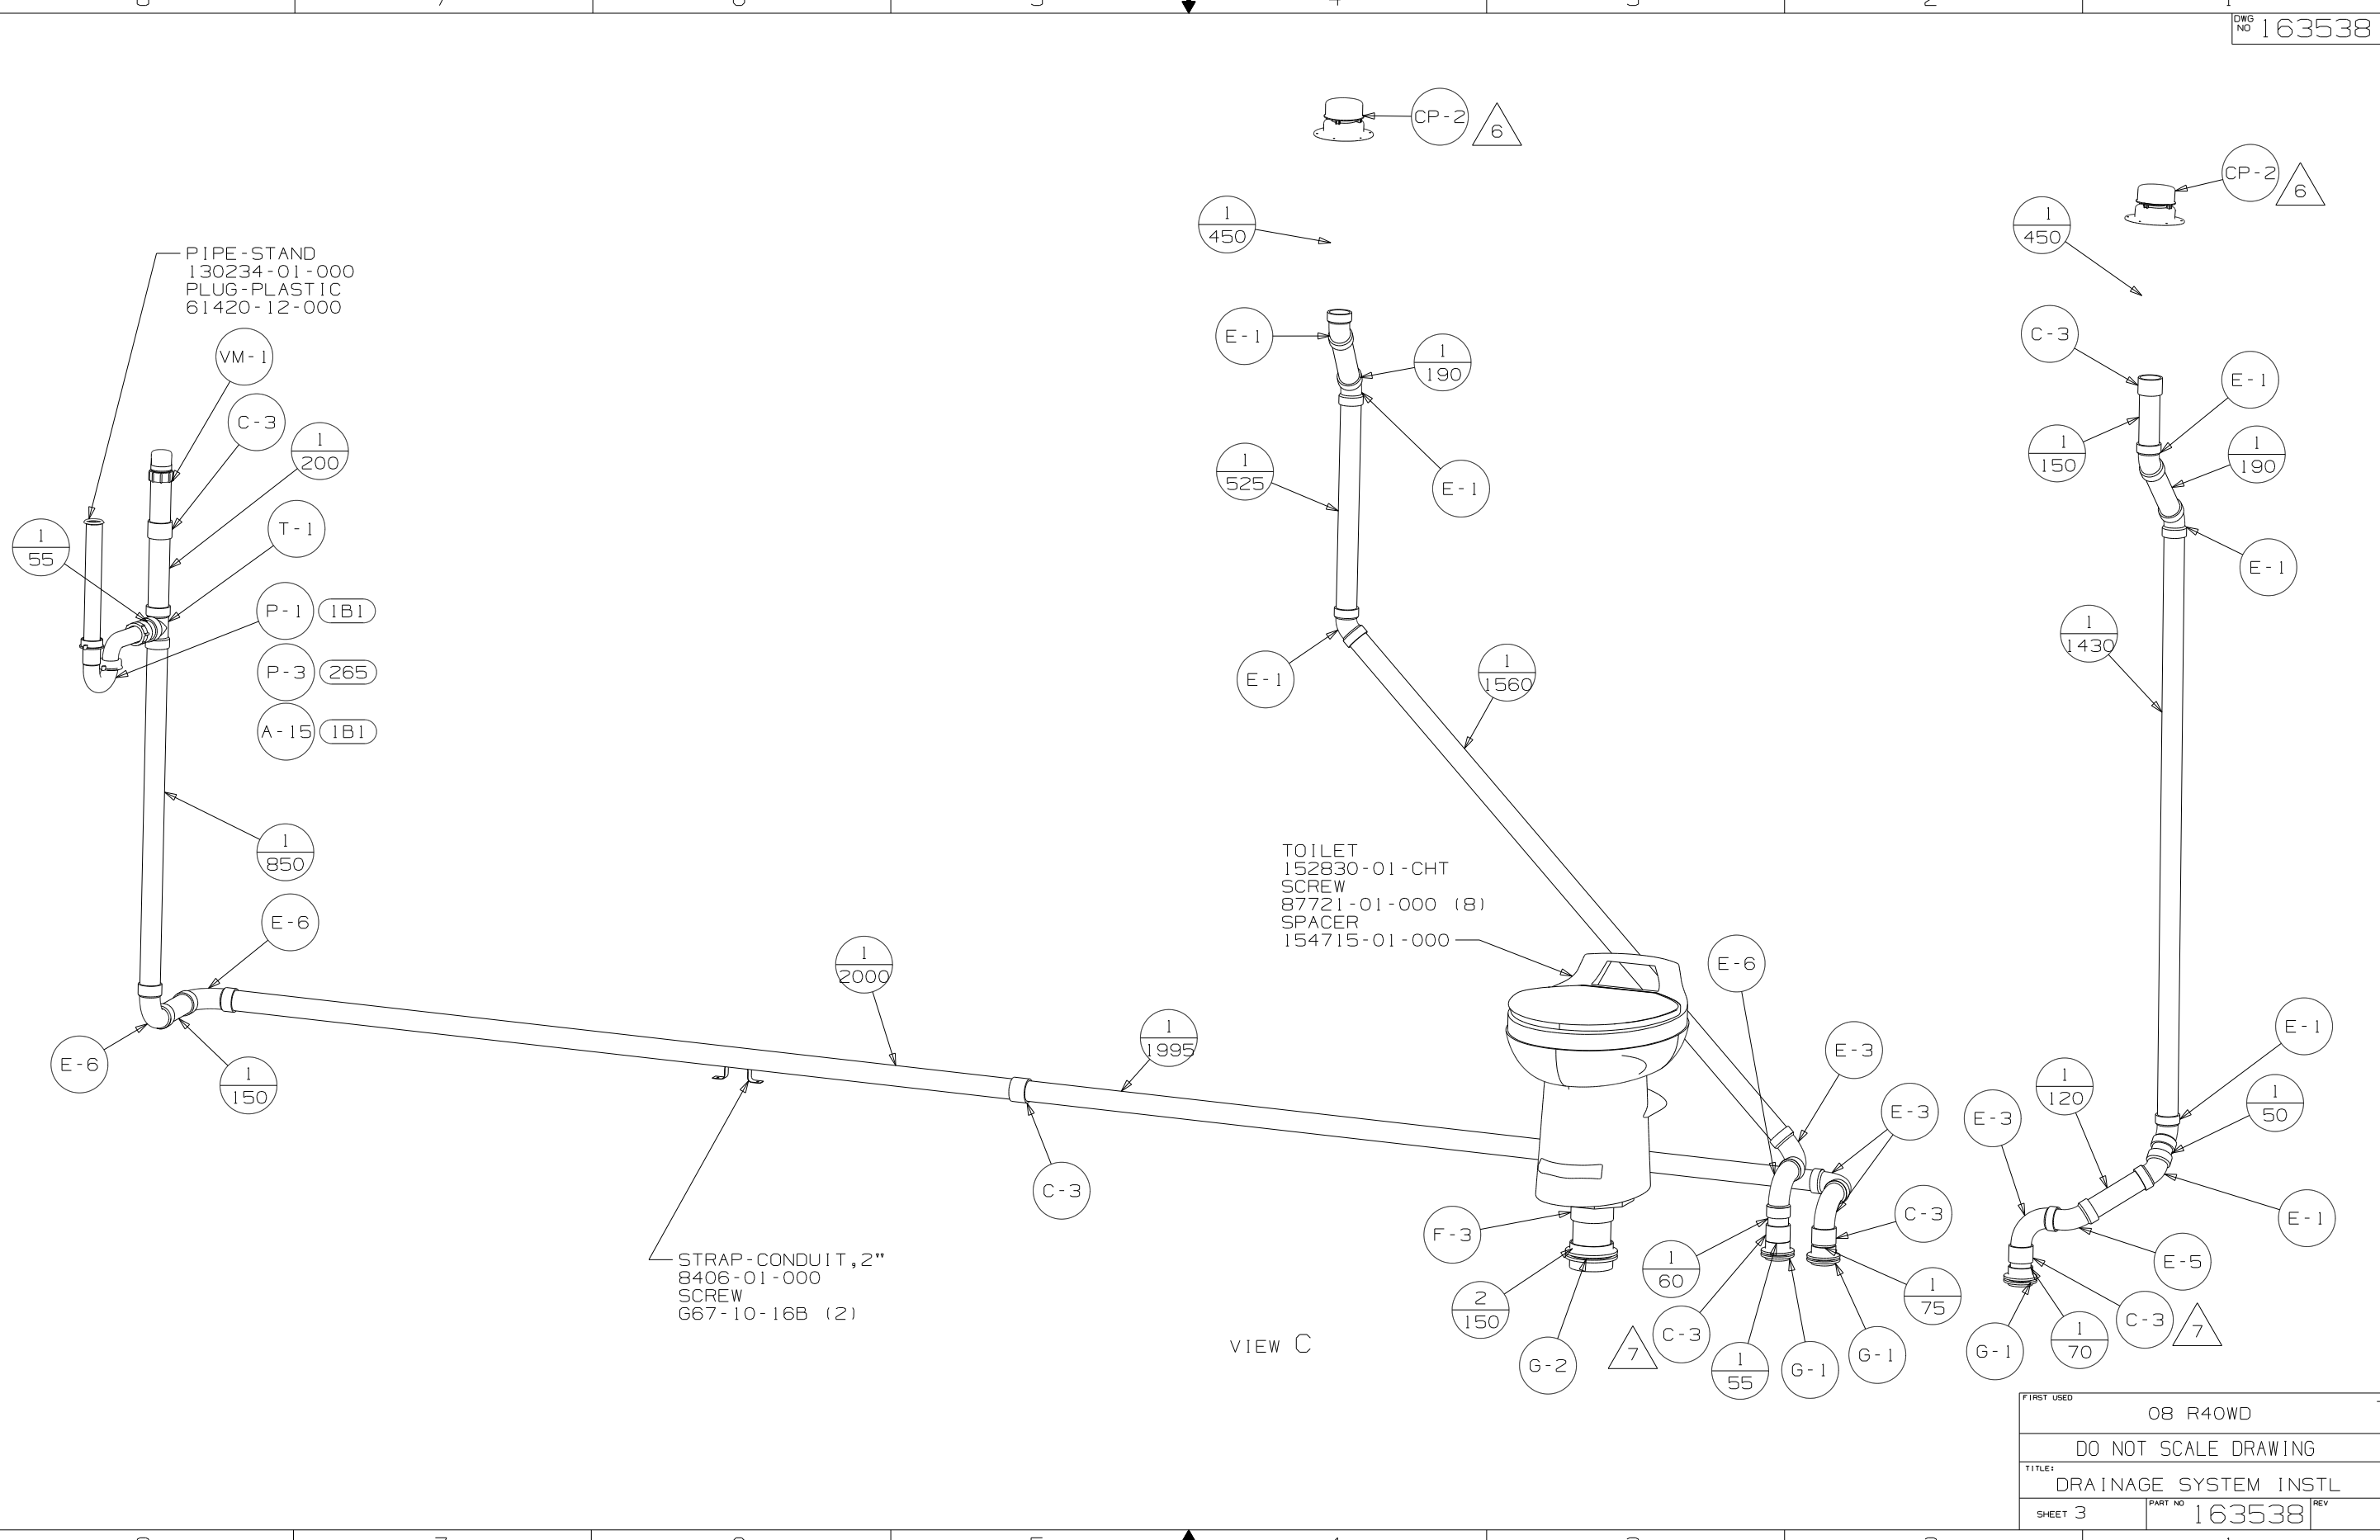 DWG NO 163538
CP-2
6
CP-2
6
1
450
1
450
PIPE-STAND
130234-01-000
PLUG-PLASTIC
61420-12-000
VM-1
C-3
1
200
T-1
1
55
P-1 1B1
P-3 265
A-15 1B1
1
850
E-6
E-6
1
150
E-1
1
190
1
525
E-1
E-1
1
1560
C-3
E-1
1
150
1
190
E-1
1
1430
TOILET
152830-01-CHT
SCREW
87721-01-000 (8)
SPACER
154715-01-000
1
2000
1
1995
C-3
STRAP-CONDUIT,2"
8406-01-000
SCREW
G67-10-16B (2)
E-6
E-3
E-3
E-3
1
120
E-1
1
50
F-3
C-3
E-1
E-5
1
60
2
150
1
75
G-2
7
C-3
1
55
G-1
G-1
G-1
1
70
C-3
7
VIEW C
FIRST USED
08 R40WD
DO NOT SCALE DRAWING
TITLE:
DRAINAGE SYSTEM INSTL
SHEET 3
PART NO 163538
REV